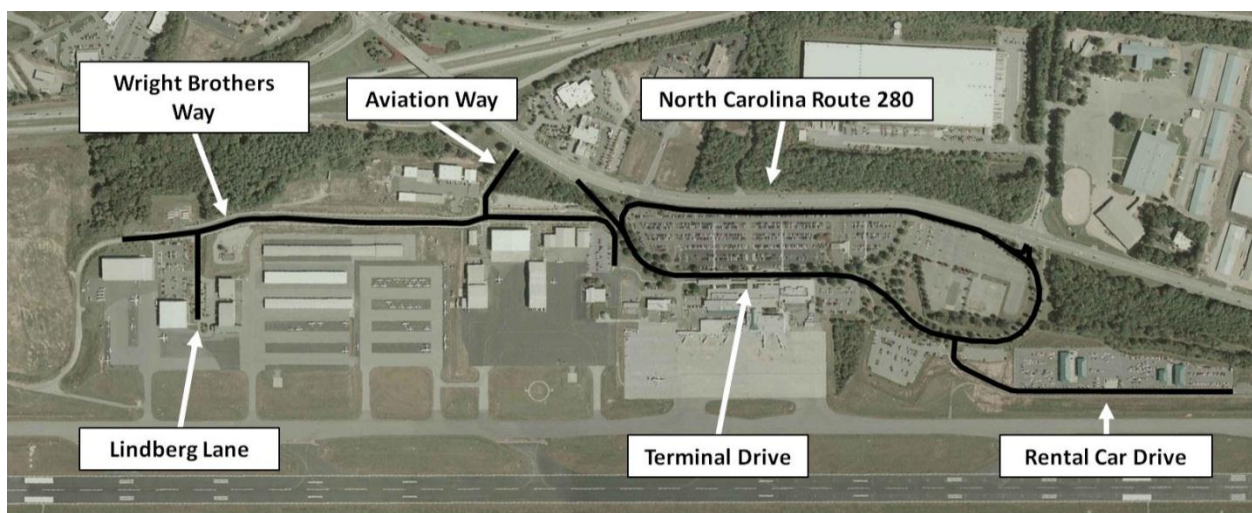 Wright Brothers
Way
Aviation Way
North Carolina Route 280
Lindberg Lane
Terminal Drive
Rental Car Drive